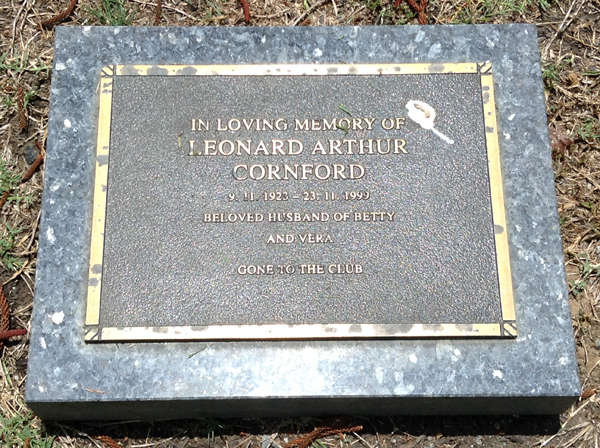 IN LOVING MEMORY OF
LEONARD ARTHUR
CORNFORD
9. 11. 1923 – 23. 11. 1999
BELOVED HUSBAND OF BETTY
AND VERA
GONE TO THE CLUB